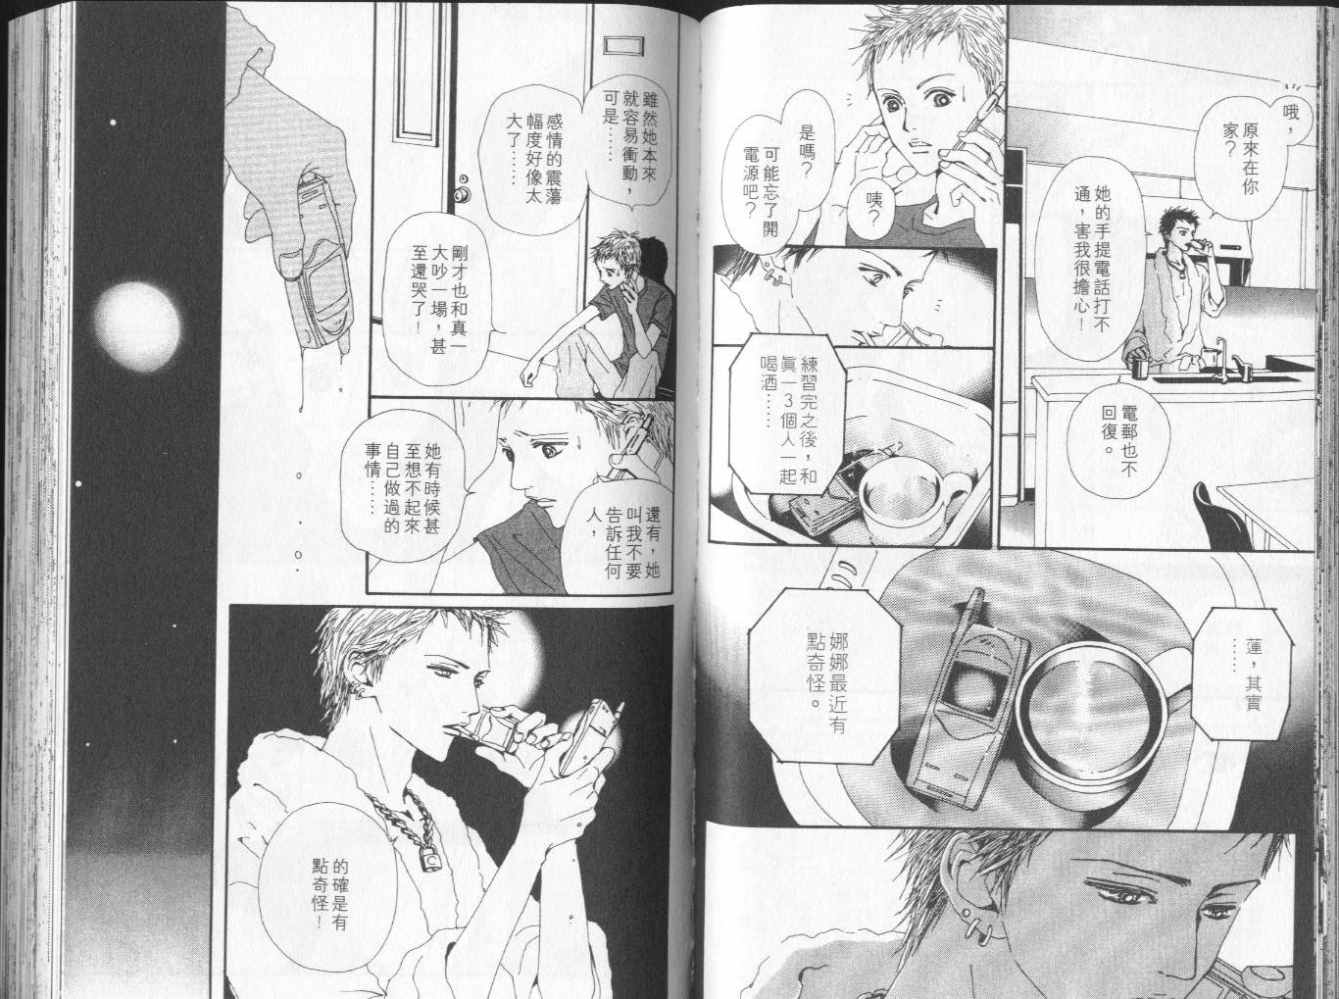 哦，
原來在你
家？
她的手提電話打不
通，害我很擔心！
電郵也不
回復。
咦？
是嗎？
可能忘了開
電源吧？
練習完之後，和
真一3個人一起
喝酒……
蓮，其實
……
娜娜最近有
點奇怪。
雖然她本來
就容易衝動，
可是……
感情的震蕩
幅度好像太
大了……
剛才也和真一
大吵一場，甚
至還哭了！
還有，她
叫我不要
告訴任何
人，
她有時候甚
至想不起來
自己做過的
事情……
的確是有
點奇怪！